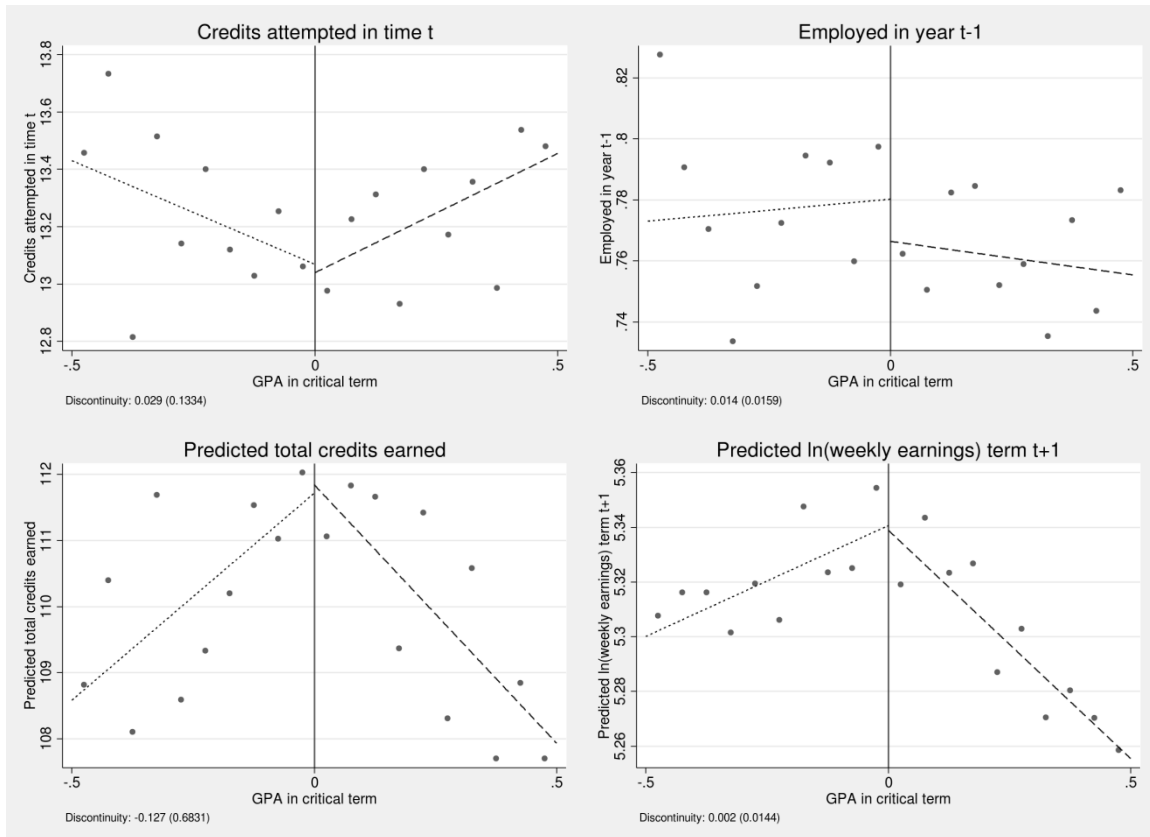 Credits attempted in time t
Credits attempted in time t
13.8
13.6
13.4
13.2
13
12.8
-.5
0
.5
GPA in critical term
Discontinuity: 0.029 (0.1334)
Employed in year t-1
Employed in year t-1
.82
.8
.78
.76
.74
-.5
0
.5
GPA in critical term
Discontinuity: 0.014 (0.0159)
Predicted total credits earned
Predicted total credits earned
112
111
110
109
108
-.5
0
.5
GPA in critical term
Discontinuity: -0.127 (0.6831)
Predicted ln(weekly earnings) term t+1
Predicted ln(weekly earnings) term t+1
5.36
5.34
5.32
5.3
5.28
5.26
-.5
0
.5
GPA in critical term
Discontinuity: 0.002 (0.0144)